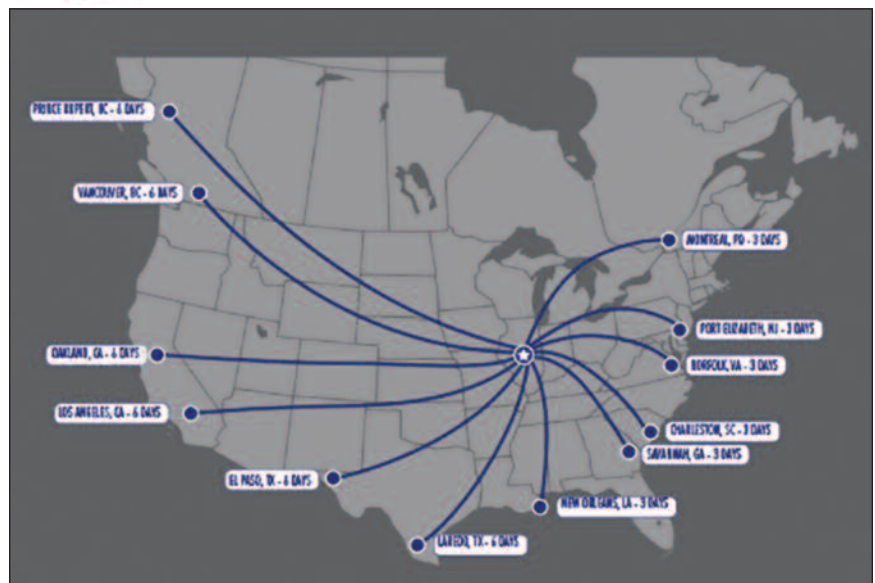 PRINCE RUPERT, BC - 6 DAYS
VANCOUVER, BC - 6 DAYS
MONTREAL, PQ - 3 DAYS
PORT ELIZABETH, NJ - 3 DAYS
OAKLAND, CA - 6 DAYS
NORFOLK, VA - 3 DAYS
LOS ANGELES, CA - 6 DAYS
CHARLESTON, SC - 3 DAYS
SAVANNAH, GA - 3 DAYS
EL PASO, TX - 6 DAYS
NEW ORLEANS, LA - 3 DAYS
LAREDO, TX - 6 DAYS